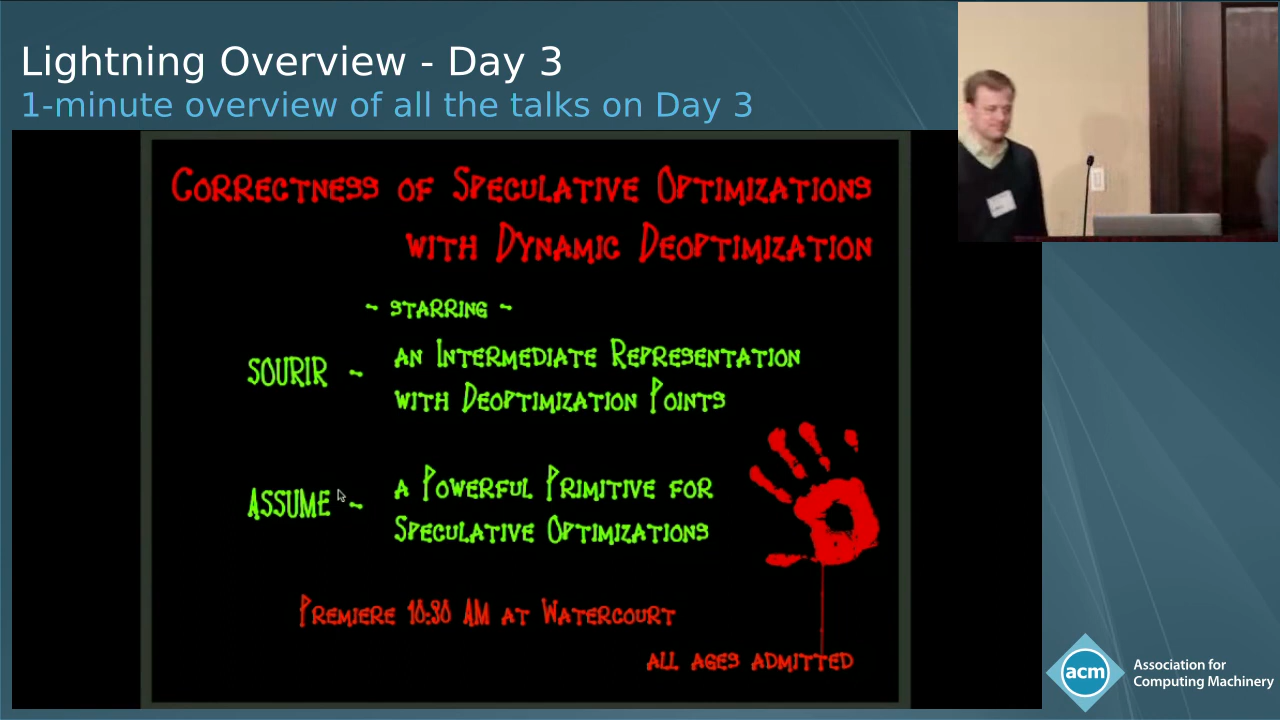 Lightning Overview - Day 3
1-minute overview of all the talks on Day 3
Correctness of Speculative Optimizations
with Dynamic Deoptimization
- starring -
SOURIR - an Intermediate Representation
with Deoptimization Points
ASSUME - a Powerful Primitive for
Speculative Optimizations
Premiere 10:30 AM at Watercourt
all ages admitted
acm
Association for
Computing Machinery